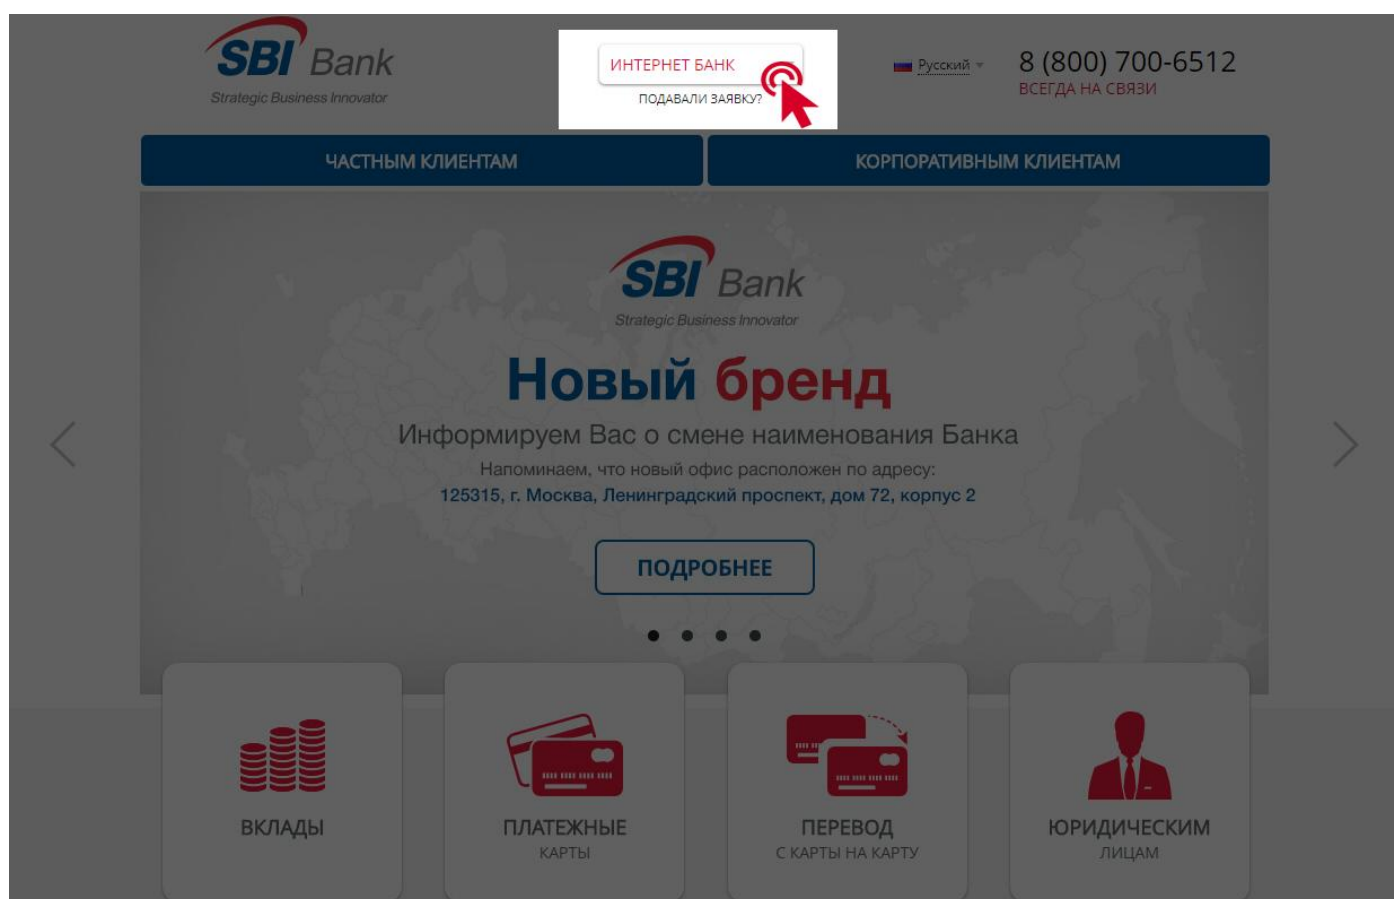 SBI Bank
Strategic Business Innovator
ИНТЕРНЕТ БАНК
ПОДАВАЛИ ЗАЯВКУ?
Русский
8 (800) 700-6512
ВСЕГДА НА СВЯЗИ
ЧАСТНЫМ КЛИЕНТАМ
КОРПОРАТИВНЫМ КЛИЕНТАМ
SBI Bank
Strategic Business Innovator
Новый бренд
Информируем Вас о смене наименования Банка
Напоминаем, что новый офис расположен по адресу:
125315, г. Москва, Ленинградский проспект, дом 72, корпус 2
ПОДРОБНЕЕ
ВКЛАДЫ
ПЛАТЕЖНЫЕ
КАРТЫ
ПЕРЕВОД
С КАРТЫ НА КАРТУ
ЮРИДИЧЕСКИМ
ЛИЦАМ